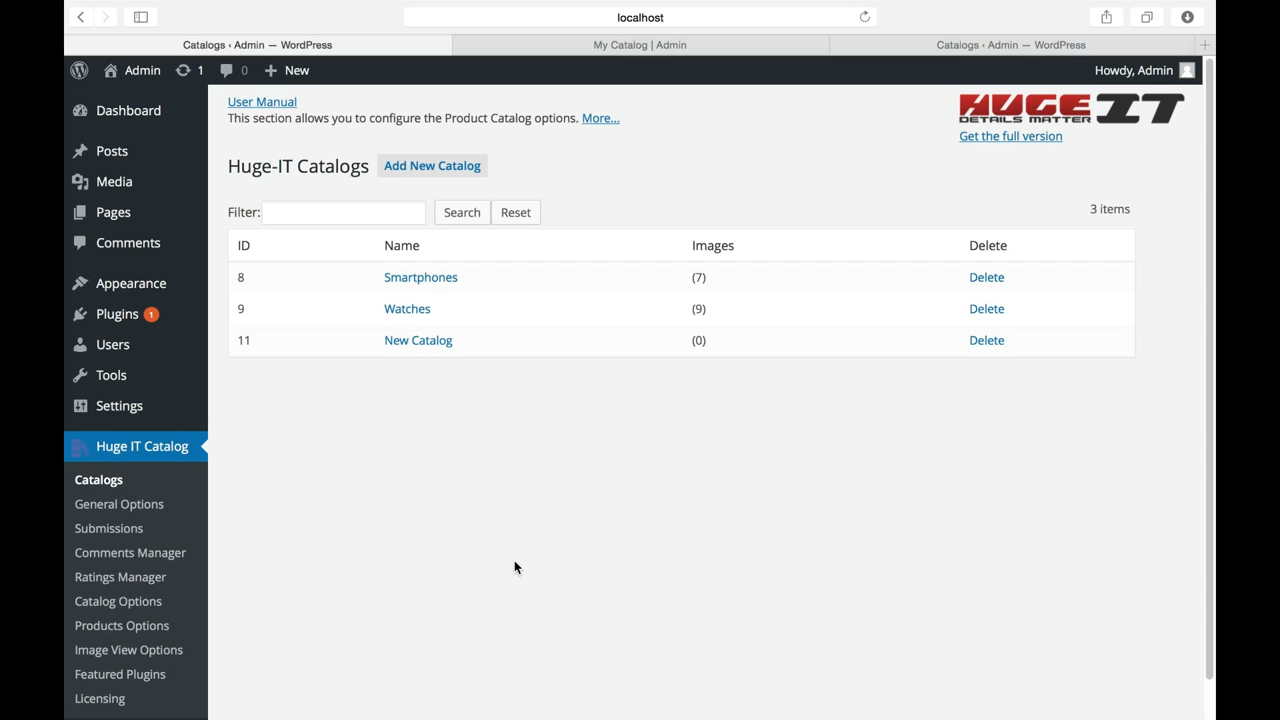 localhost
Catalogs ‹ Admin — WordPress
My Catalog | Admin
Catalogs ‹ Admin — WordPress
Admin 1 0 New
Howdy, Admin
Dashboard
Posts
Media
Pages
Comments
Appearance
Plugins 1
Users
Tools
Settings
Huge IT Catalog
Catalogs
General Options
Submissions
Comments Manager
Ratings Manager
Catalog Options
Products Options
Image View Options
Featured Plugins
Licensing
User Manual
This section allows you to configure the Product Catalog options. More...
HUGE IT
DETAILS MATTER
Get the full version
Huge-IT Catalogs Add New Catalog
Filter: Search Reset
3 items
ID Name Images Delete
8 Smartphones (7) Delete
9 Watches (9) Delete
11 New Catalog (0) Delete